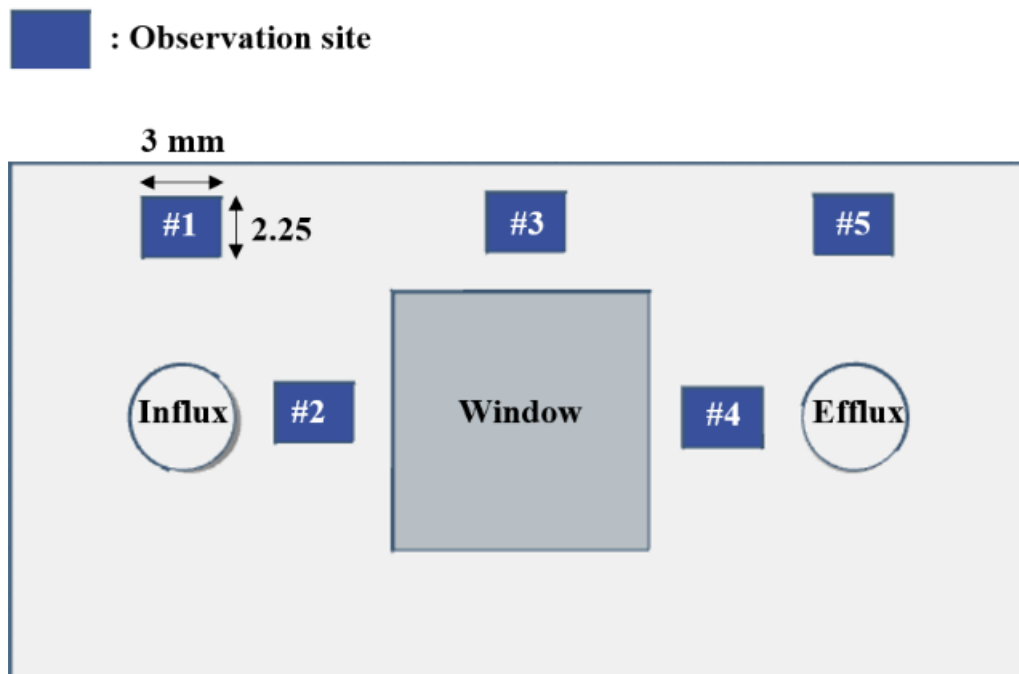 : Observation site
3 mm
#1
2.25
#3
#5
Influx
#2
Window
#4
Efflux